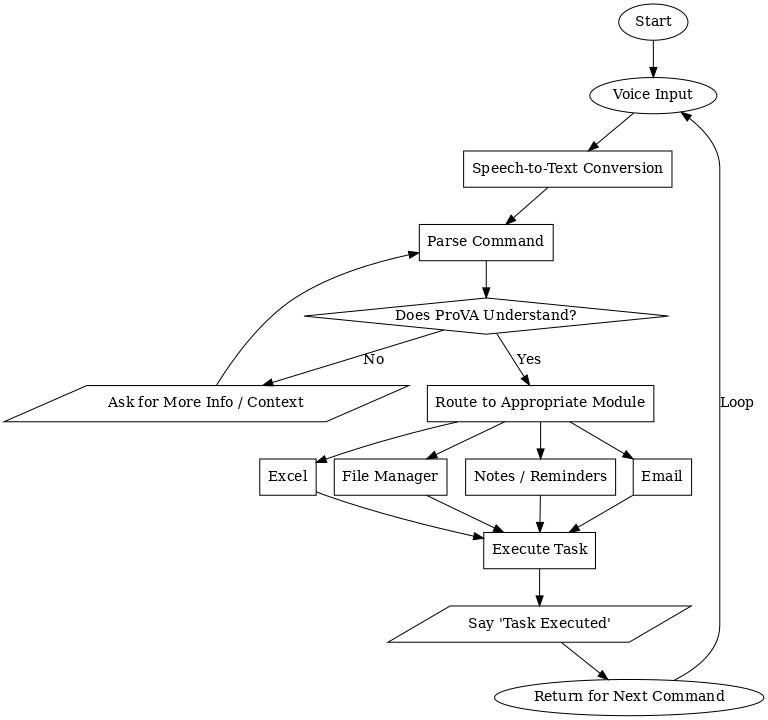 Start
Voice Input
Speech-to-Text Conversion
Parse Command
Does ProVA Understand?
No
Yes
Ask for More Info / Context
Route to Appropriate Module
Loop
Excel
File Manager
Notes / Reminders
Email
Execute Task
Say 'Task Executed'
Return for Next Command